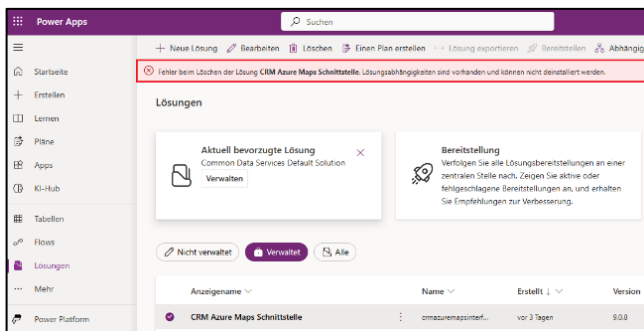 Power Apps
Suchen
Neue Lösung Bearbeiten Löschen Einen Plan erstellen Lösung exportieren Bereitstellen Abhängig
Fehler beim Löschen der Lösung CRM Azure Maps Schnittstelle. Lösungsabhängigkeiten sind vorhanden und können nicht deinstalliert werden.
Startseite
Erstellen
Lernen
Pläne
Apps
KI-Hub
Tabellen
Flows
Lösungen
Mehr
Power Platform
Lösungen
Aktuell bevorzugte Lösung
Common Data Services Default Solution
Verwalten
Bereitstellung
Verfolgen Sie alle Lösungsbereitstellungen an einer
zentralen Stelle nach. Zeigen Sie aktive oder
fehlgeschlagene Bereitstellungen an, und erhalten
Sie Empfehlungen zur Verbesserung.
Nicht verwaltet Verwaltet Alle
Anzeigename Name Erstellt ↓ Version
CRM Azure Maps Schnittstelle crmazuremapsinterf... vor 3 Tagen 9.0.8